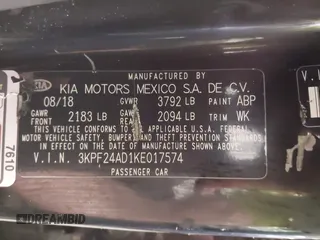 MANUFACTURED BY
KIA KIA MOTORS MEXICO S.A. DE C.V.
08/18 GVWR 3792 LB PAINT ABP
GAWR FRONT 2183 LB GAWR REAR 2094 LB TRIM WK
THIS VEHICLE CONFORMS TO ALL APPLICABLE U.S. FEDERAL
MOTOR VEHICLE SAFETY, BUMPER, AND THEFT PREVENTION
STANDARDS IN EFFECT ON THE DATE OF MANUFACTURE SHOWN ABOVE.
V.I.N. 3KPF24AD1KE017574
PASSENGER CAR
7610
V.I.
DREAMBID